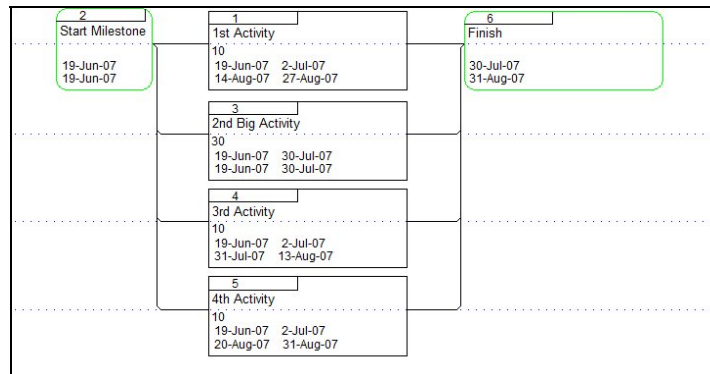 2
Start Milestone
19-Jun-07
19-Jun-07
1
1st Activity
10
19-Jun-07 2-Jul-07
14-Aug-07 27-Aug-07
6
Finish
30-Jul-07
31-Aug-07
3
2nd Big Activity
30
19-Jun-07 30-Jul-07
19-Jun-07 30-Jul-07
4
3rd Activity
10
19-Jun-07 2-Jul-07
31-Jul-07 13-Aug-07
5
4th Activity
10
19-Jun-07 2-Jul-07
20-Aug-07 31-Aug-07